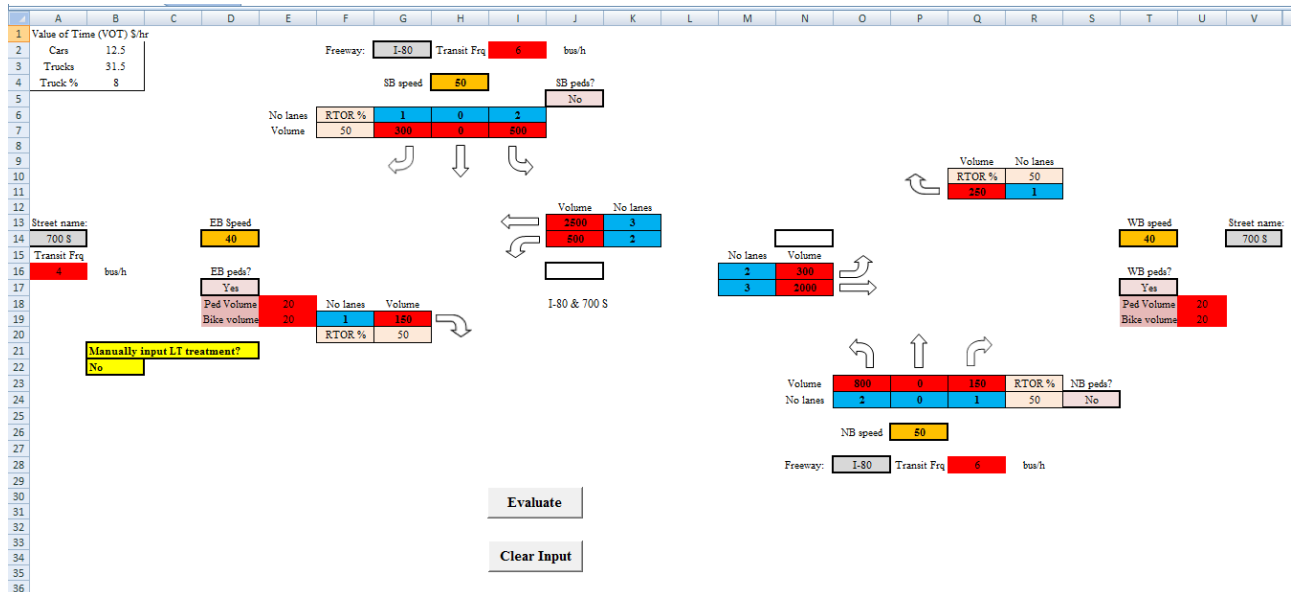 A B C D E F G H I J K L M N O P Q R S T U V
1 Value of Time (VOT) $/hr
2 Cars 12.5 Freeway: I-80 Transit Frq 6 bus/h
3 Trucks 31.5
4 Truck % 8 SB speed 50 SB peds?
5 No
6 No lanes RTOR % 1 0 2
7 Volume 50 300 0 500
8
9 Volume No lanes
10 RTOR % 50
11 250 1
12 Volume No lanes
13 Street name: EB Speed 2500 3 WB speed Street name:
14 700 S 40 500 2 40 700 S
15 Transit Frq No lanes Volume
16 4 bus/h EB peds? 2 300 WB peds?
17 Yes 3 2000 Yes
18 Ped Volume 20 No lanes Volume I-80 & 700 S Ped Volume 20
19 Bike volume 20 1 150 Bike volume 20
20 RTOR % 50
21 Manually input LT treatment?
22 No
23 Volume 800 0 150 RTOR % NB peds?
24 No lanes 2 0 1 50 No
25
26 NB speed 50
27
28 Freeway: I-80 Transit Frq 6 bus/h
29
30 Evaluate
31
32
33
34 Clear Input
35
36